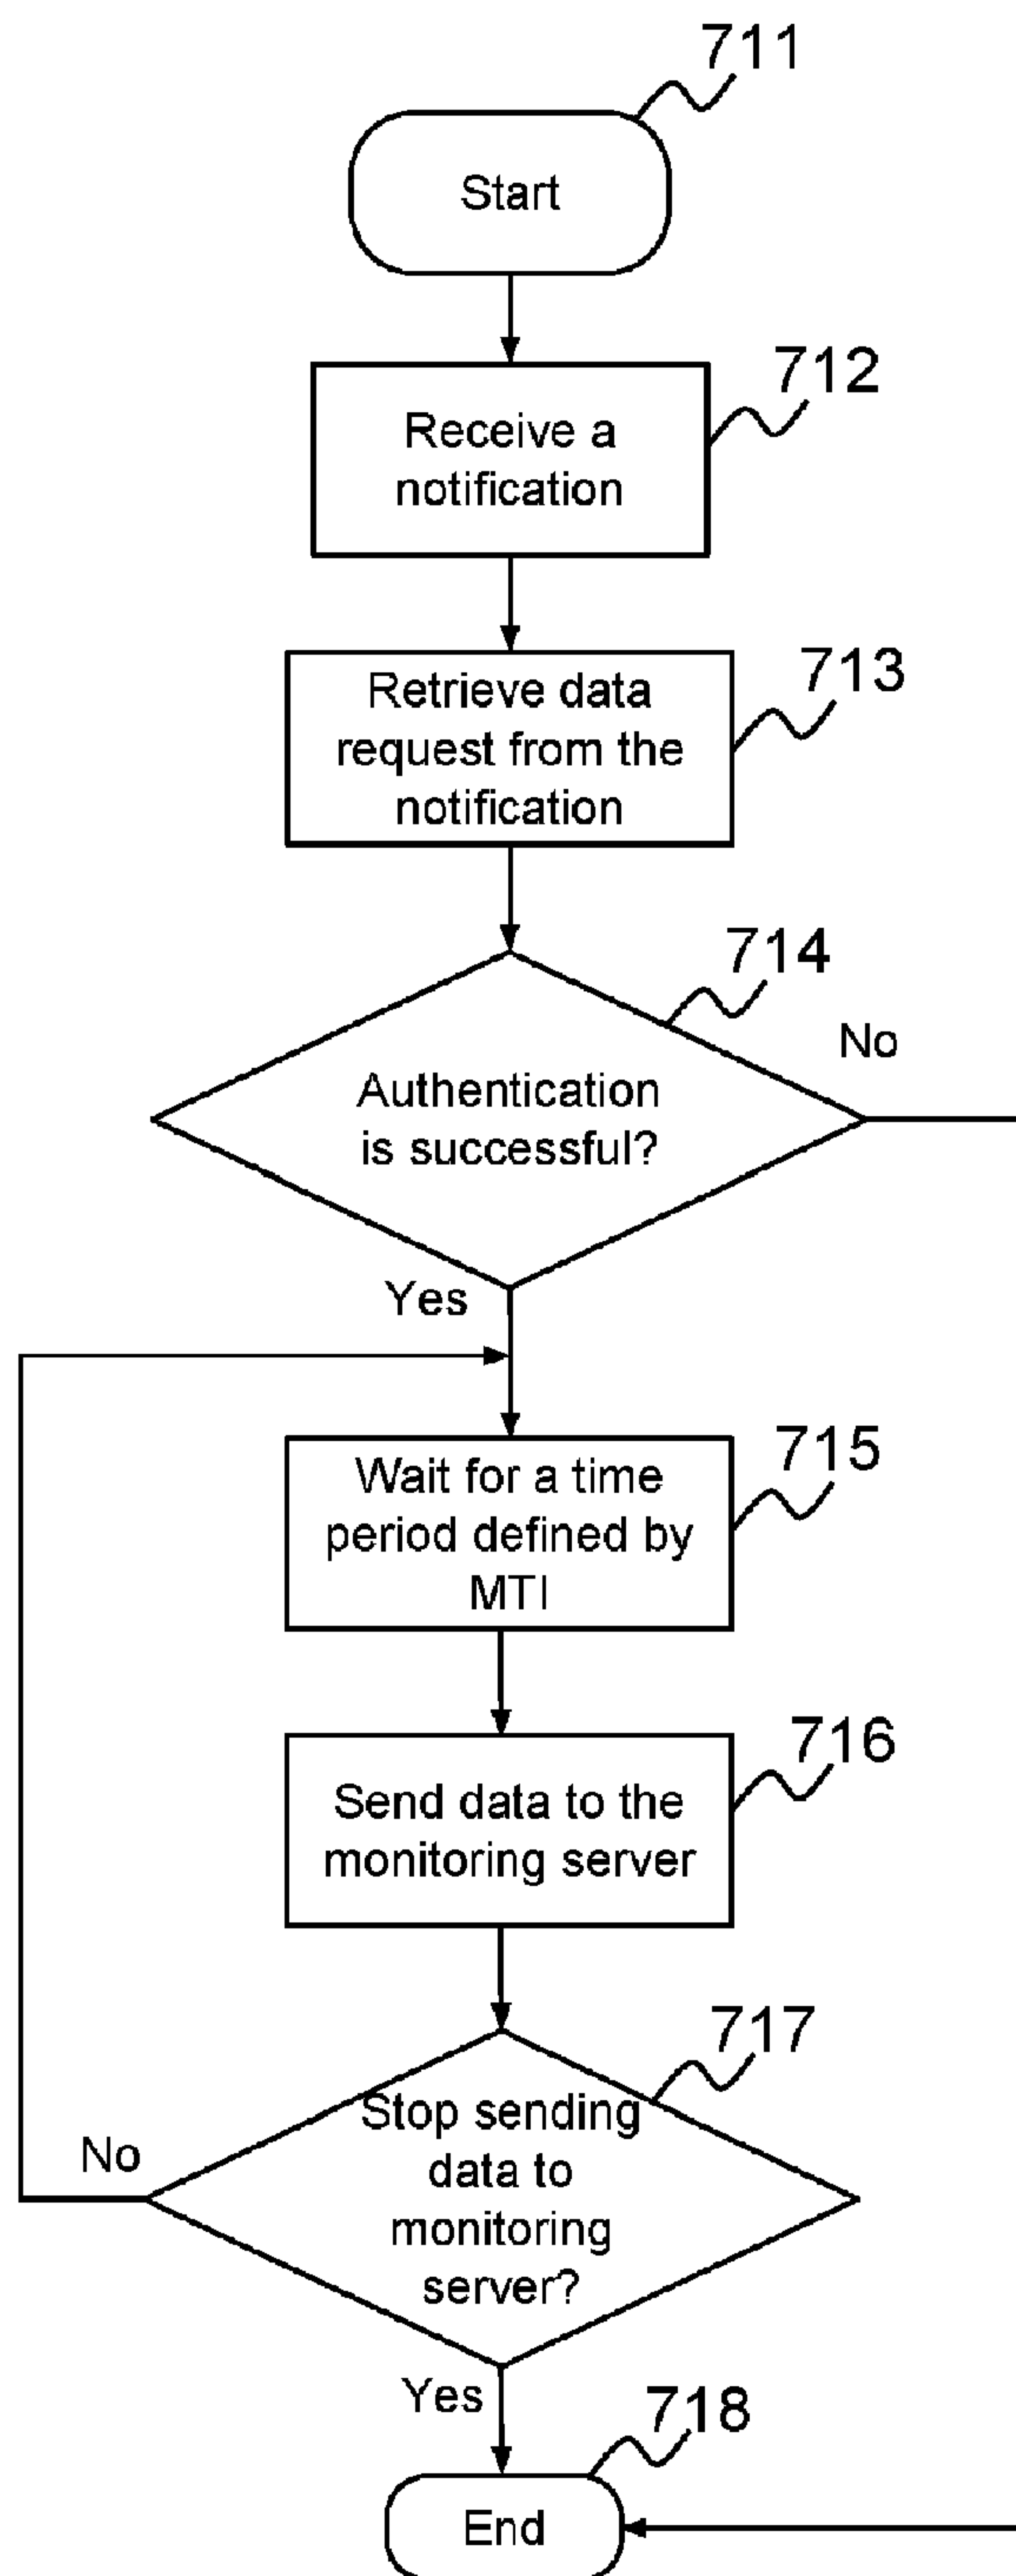 711
Start
712
Receive a
notification
713
Retrieve data
request from the
notification
714
No
Authentication
is successful?
Yes
715
Wait for a time
period defined by
MTI
716
Send data to the
monitoring server
717
Stop sending
data to
monitoring
server?
No
Yes
718
End